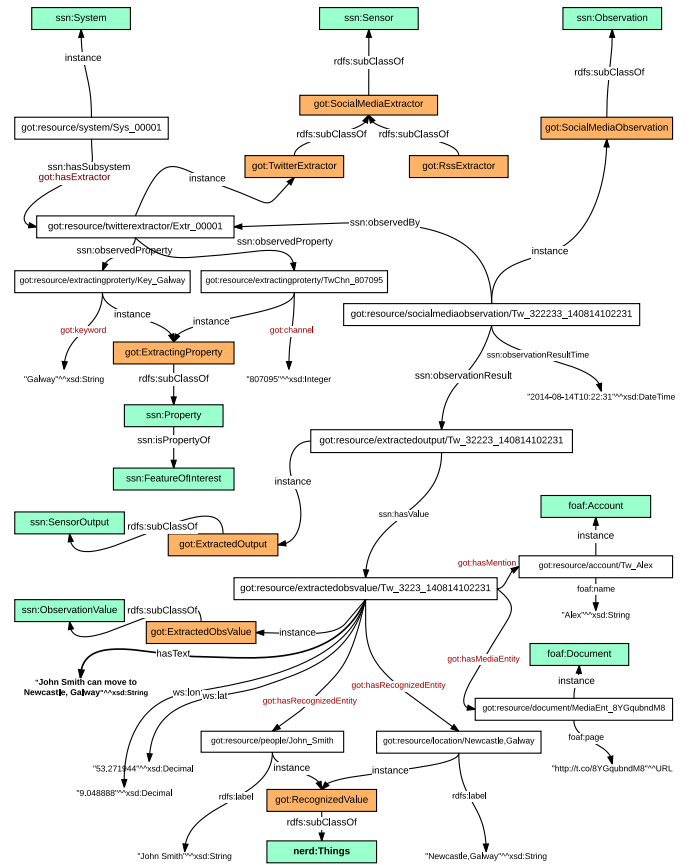 ssn:System
ssn:Sensor
ssn:Observation
instance
rdfs:subClassOf
rdfs:subClassOf
got:SocialMediaExtractor
got:resource/system/Sys_00001
rdfs:subClassOf
rdfs:subClassOf
got:SocialMediaObservation
ssn:hasSubsystem
got:hasExtractor
got:TwitterExtractor
got:RssExtractor
instance
got:resource/twitterextractor/Extr_00001
ssn:observedBy
ssn:observedProperty
ssn:observedProperty
instance
got:resource/extractingproterty/Key_Galway
got:resource/extractingproterty/TwChn_807095
instance
instance
got:resource/socialmediaobservation/Tw_322233_140814102231
got:keyword
got:channel
got:ExtractingProperty
ssn:observationResultTime
rdfs:subClassOf
ssn:observationResult
"Galway"^^xsd:String
"807095"^^xsd:Integer
"2014-08-14T10:22:31"^^xsd:DateTime
ssn:Property
ssn:isPropertyOf
got:resource/extractedoutput/Tw_32223_140814102231
ssn:FeatureOfInterest
instance
ssn:hasValue
foaf:Account
ssn:SensorOutput
rdfs:subClassOf
instance
got:ExtractedOutput
got:hasMention
got:resource/account/Tw_Alex
foaf:name
got:resource/extractedobsvalue/Tw_3223_140814102231
ssn:ObservationValue
rdfs:subClassOf
"Alex"^^xsd:String
got:ExtractedObsValue
instance
hasText
foaf:Document
got:hasMediaEntity
"John Smith can move to
Newcastle, Galway"^^xsd:String
instance
got:hasRecognizedEntity
ws:lon
ws:lat
got:hasRecognizedEntity
got:resource/document/MediaEnt_8YGqubndM8
foaf:page
got:resource/people/John_Smith
got:resource/location/Newcastle,Galway
"53,271944"^^xsd:Decimal
instance
instance
"http://t.co/8YGqubndM8"^^URL
"9.048888"^^xsd:Decimal
got:RecognizedValue
rdfs:label
rdfs:label
rdfs:subClassOf
"John Smith"^^xsd:String
nerd:Things
"Newcastle,Galway"^^xsd:String